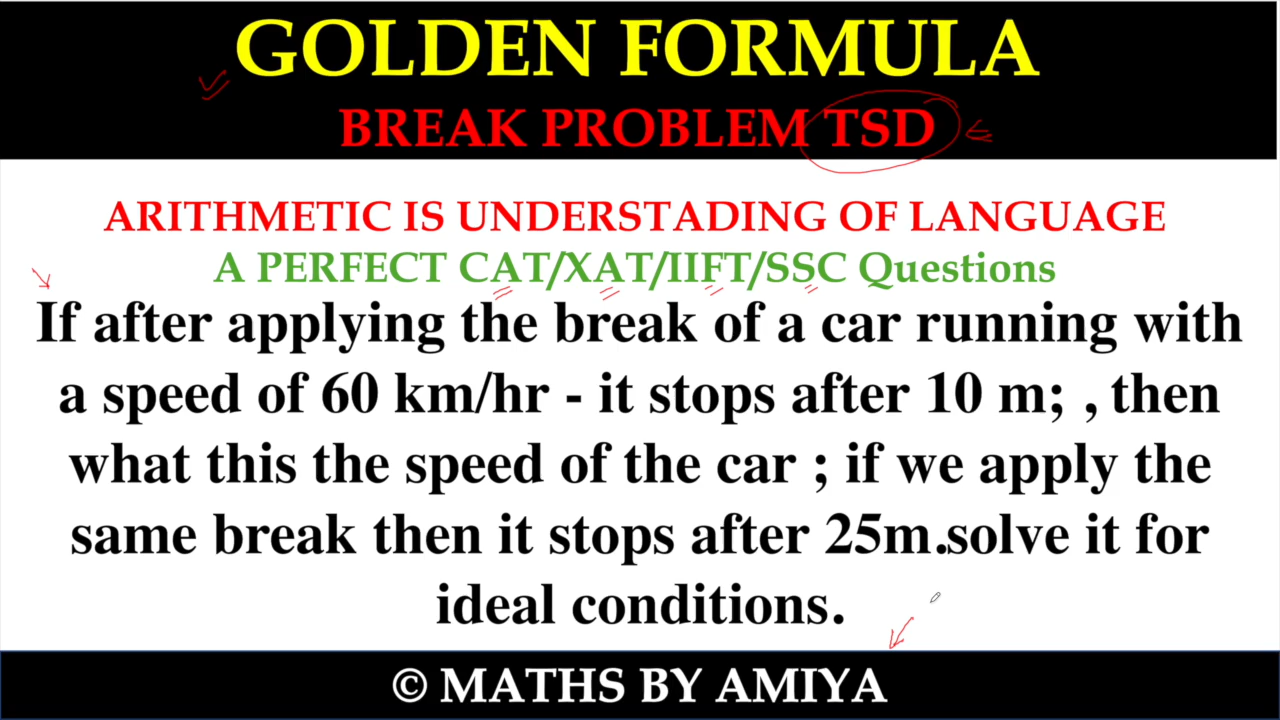 GOLDEN FORMULA
BREAK PROBLEM TSD
ARITHMETIC IS UNDERSTADING OF LANGUAGE
A PERFECT CAT/XAT/IIFT/SSC Questions
If after applying the break of a car running with
a speed of 60 km/hr - it stops after 10 m; , then
what this the speed of the car ; if we apply the
same break then it stops after 25m.solve it for
ideal conditions.
© MATHS BY AMIYA